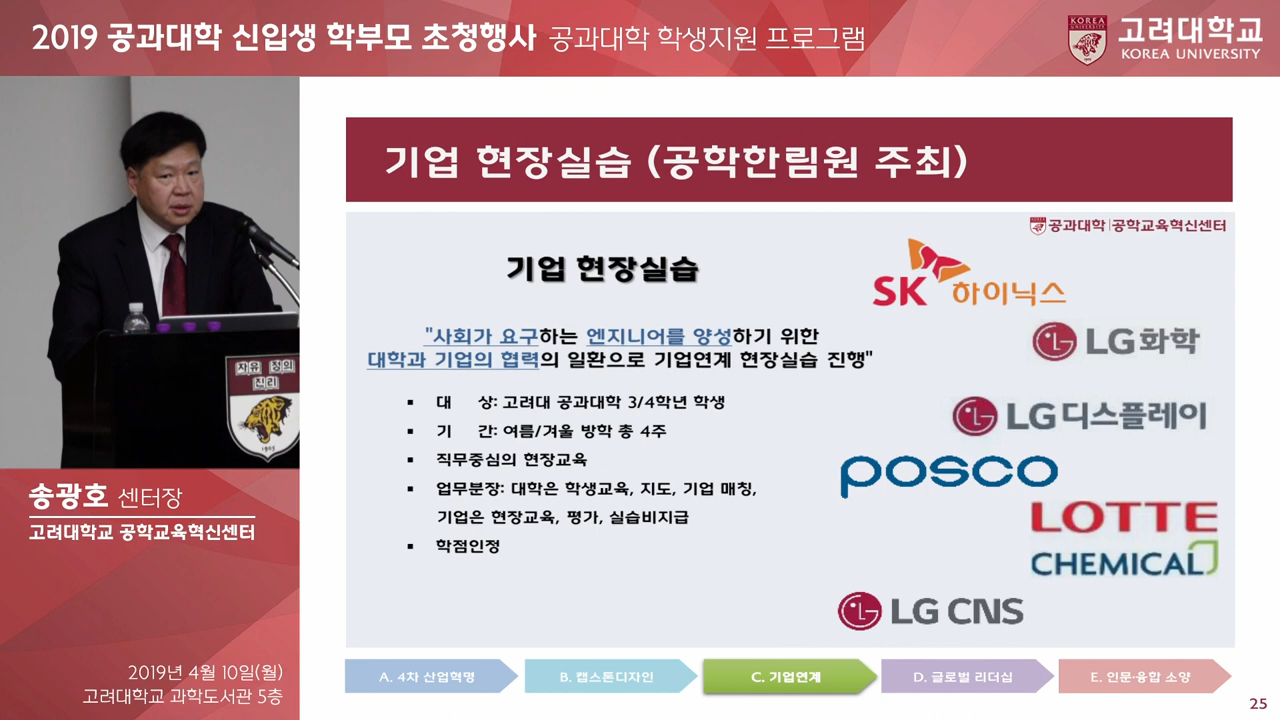 2019 공과대학 신입생 학부모 초청행사 공과대학 학생지원 프로그램
KOREA
고려대학교
KOREA UNIVERSITY
기업 현장실습 (공학한림원 주최)
공과대학 | 공학교육혁신센터
기업 현장실습
"사회가 요구하는 엔지니어를 양성하기 위한
대학과 기업의 협력의 일환으로 기업연계 현장실습 진행"
▪ 대 상: 고려대 공과대학 3/4학년 학생
▪ 기 간: 여름/겨울 방학 총 4주
▪ 직무중심의 현장교육
▪ 업무분장: 대학은 학생교육, 지도, 기업 매칭,
기업은 현장교육, 평가, 실습비지급
▪ 학점인정
SK 하이닉스
LG화학
LG디스플레이
posco
LOTTE
CHEMICAL
LG CNS
자유 정의
진리
1905
송광호 센터장
고려대학교 공학교육혁신센터
2019년 4월 10일(월)
고려대학교 과학도서관 5층
A. 4차 산업혁명
B. 캡스톤디자인
C. 기업연계
D. 글로벌 리더십
E. 인문·융합 소양
25